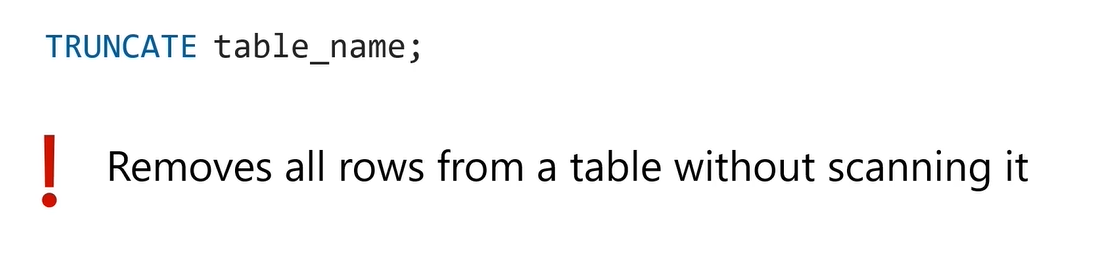 TRUNCATE table_name;
! Removes all rows from a table without scanning it